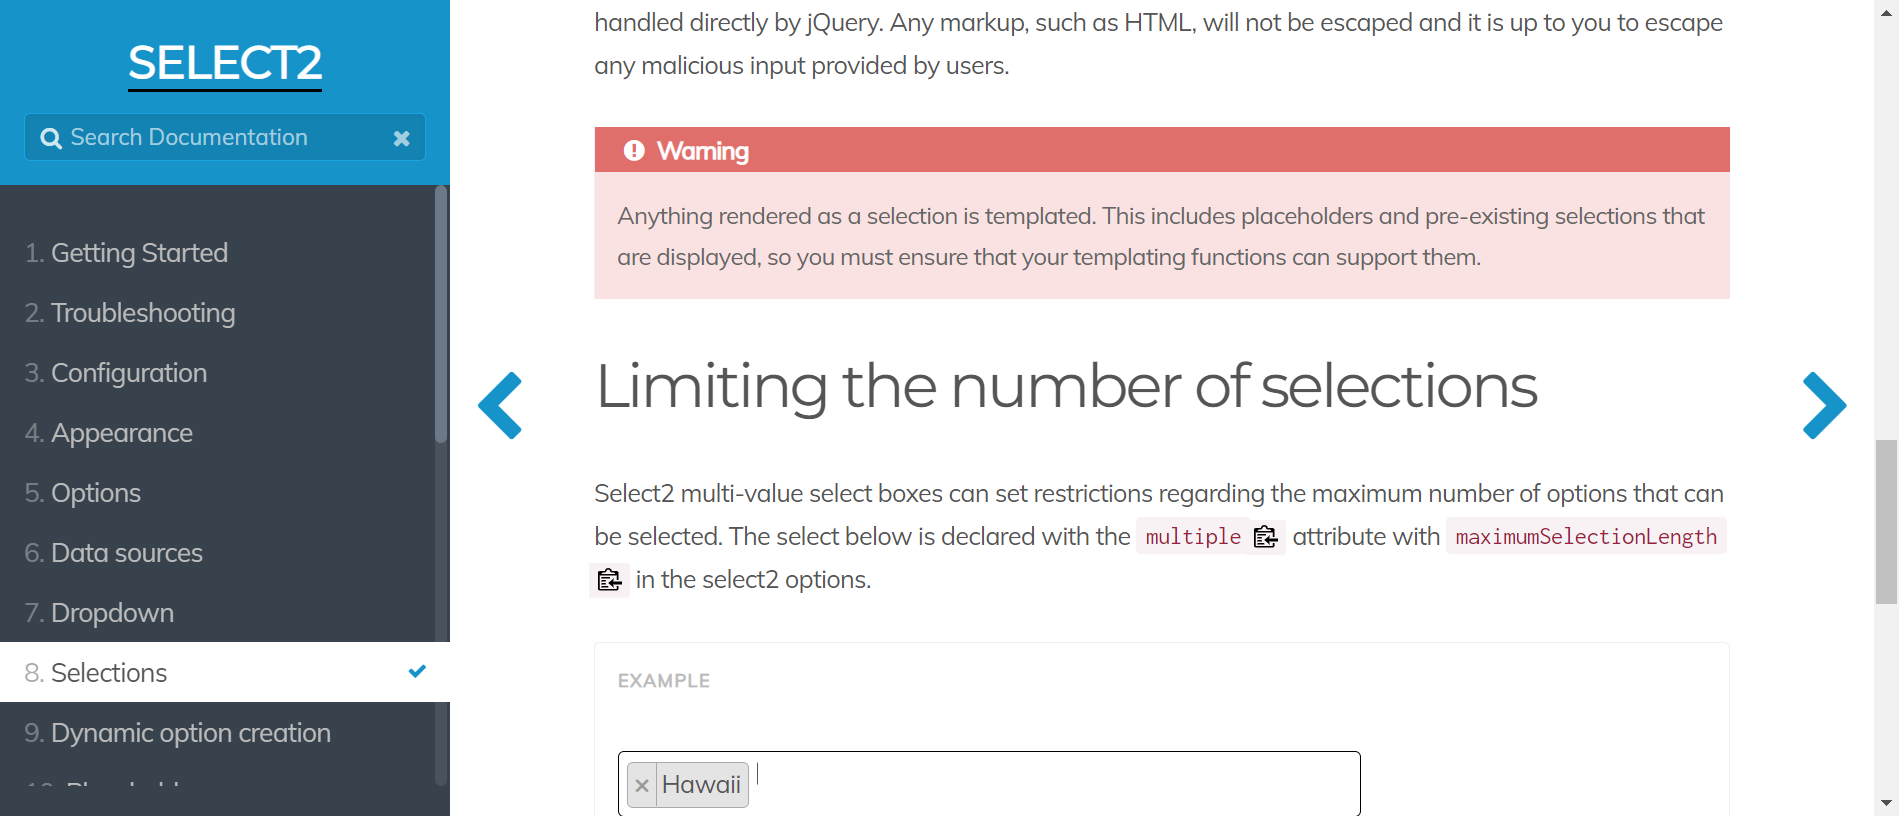 SELECT2
Search Documentation
1. Getting Started
2. Troubleshooting
3. Configuration
4. Appearance
5. Options
6. Data sources
7. Dropdown
8. Selections
9. Dynamic option creation
handled directly by jQuery. Any markup, such as HTML, will not be escaped and it is up to you to escape
any malicious input provided by users.
Warning
Anything rendered as a selection is templated. This includes placeholders and pre-existing selections that
are displayed, so you must ensure that your templating functions can support them.
Limiting the number of selections
Select2 multi-value select boxes can set restrictions regarding the maximum number of options that can
be selected. The select below is declared with the multiple attribute with maximumSelectionLength
in the select2 options.
EXAMPLE
× Hawaii